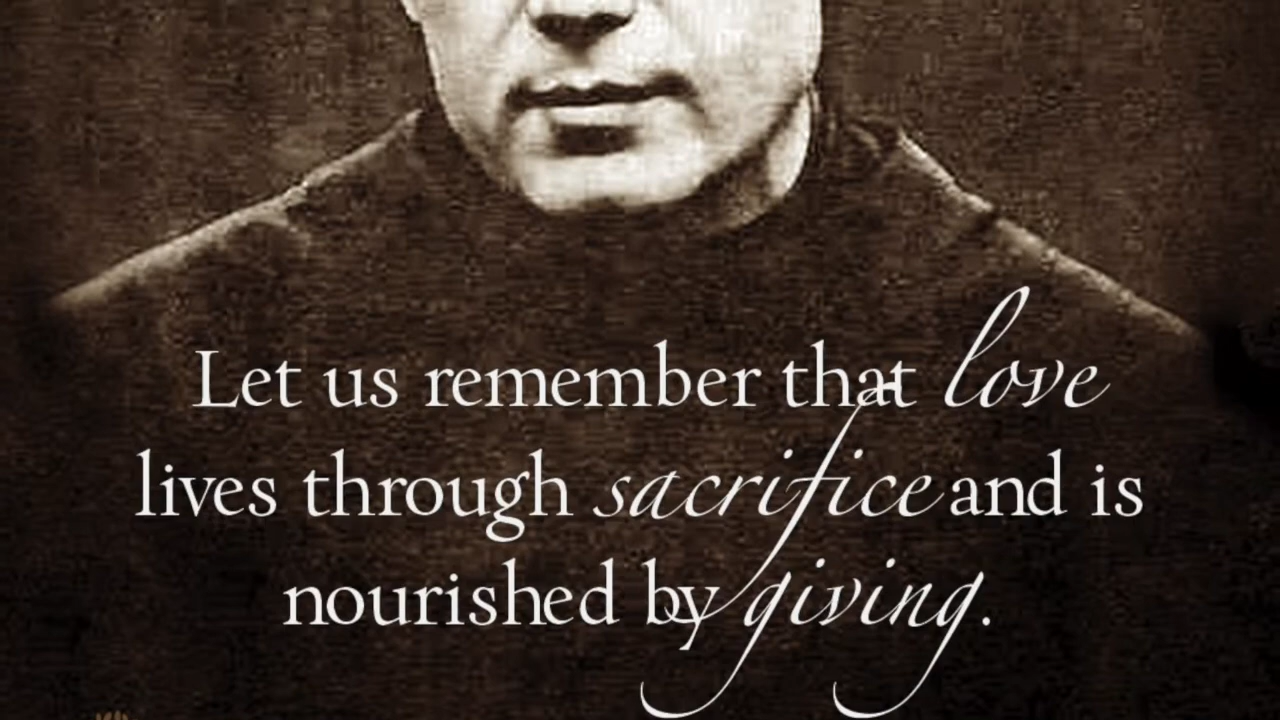 Let us remember that love
lives through sacrifice and is
nourished by giving.